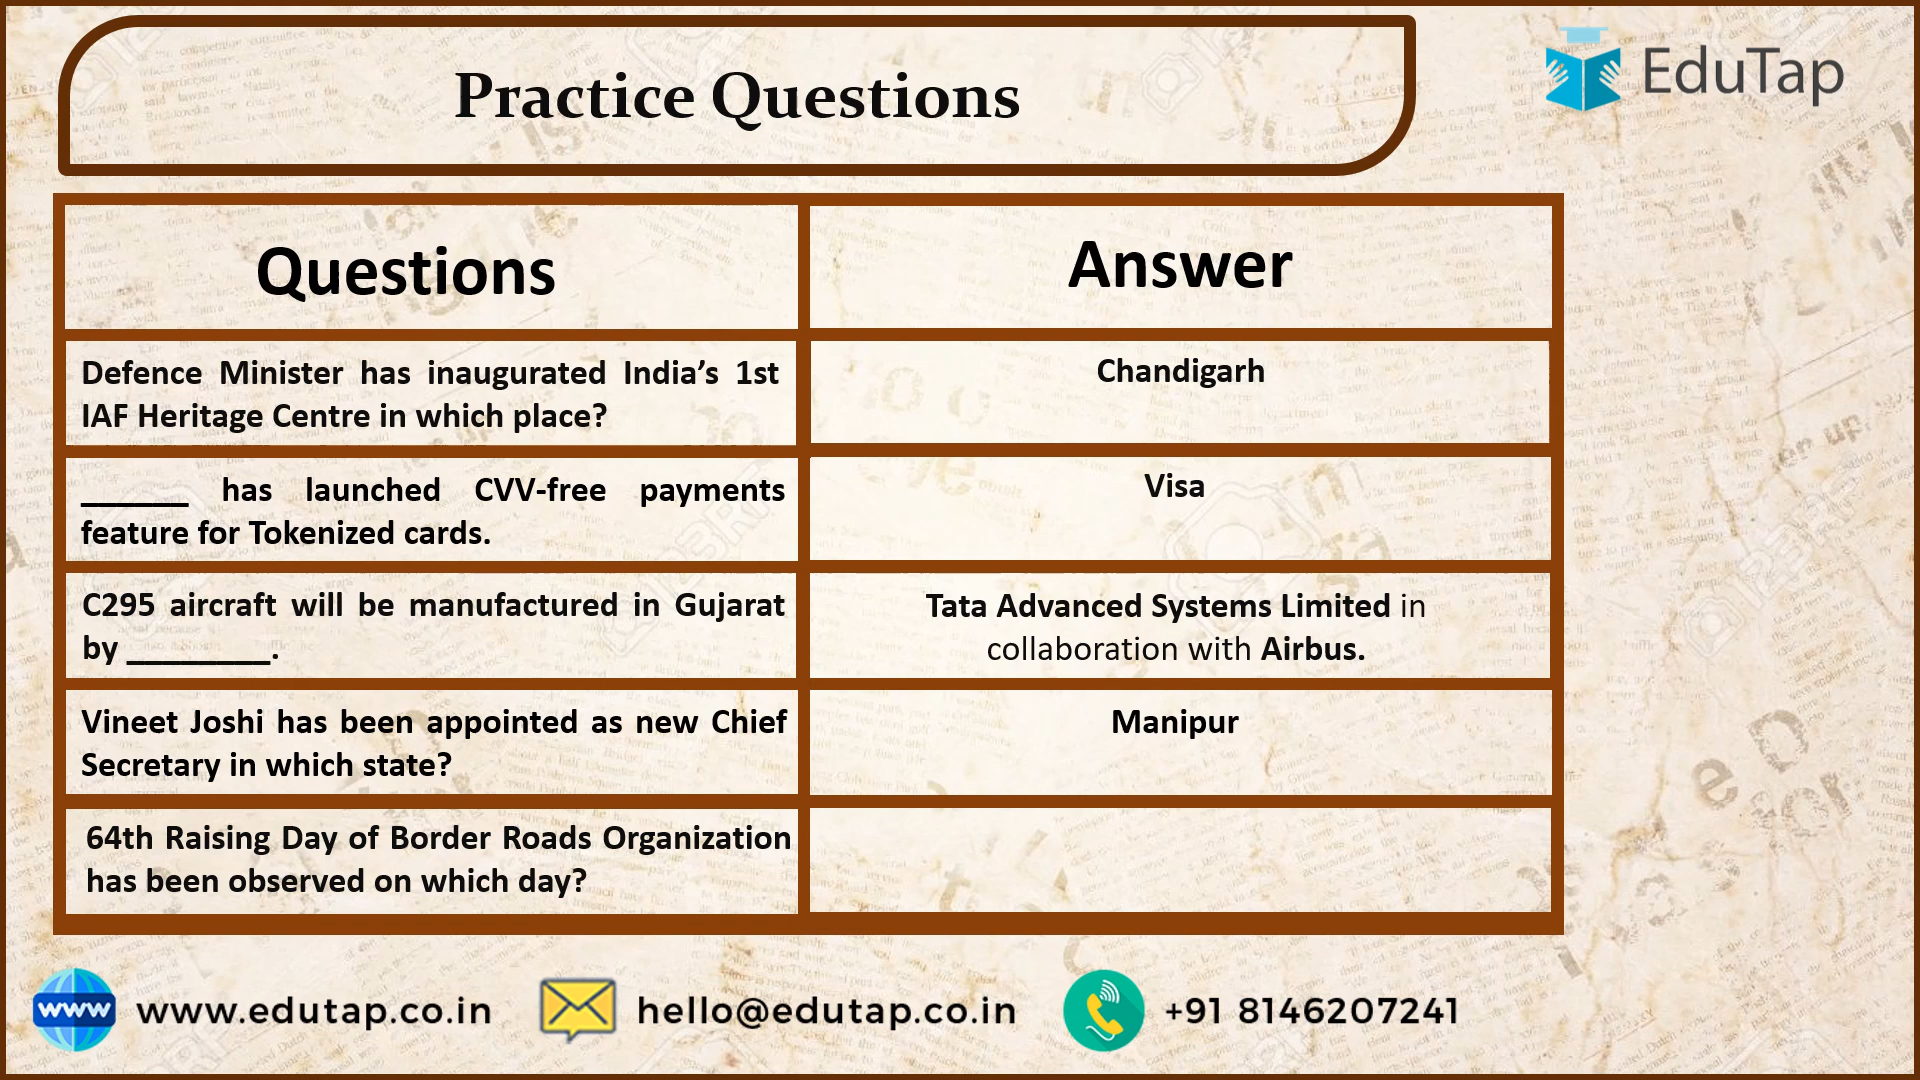 Practice Questions
EduTap
Questions
Answer
Defence Minister has inaugurated India’s 1st
IAF Heritage Centre in which place?
Chandigarh
______ has launched CVV-free payments
feature for Tokenized cards.
Visa
C295 aircraft will be manufactured in Gujarat
by ________.
Tata Advanced Systems Limited in
collaboration with Airbus.
Vineet Joshi has been appointed as new Chief
Secretary in which state?
Manipur
64th Raising Day of Border Roads Organization
has been observed on which day?
www
www.edutap.co.in
hello@edutap.co.in
+91 8146207241